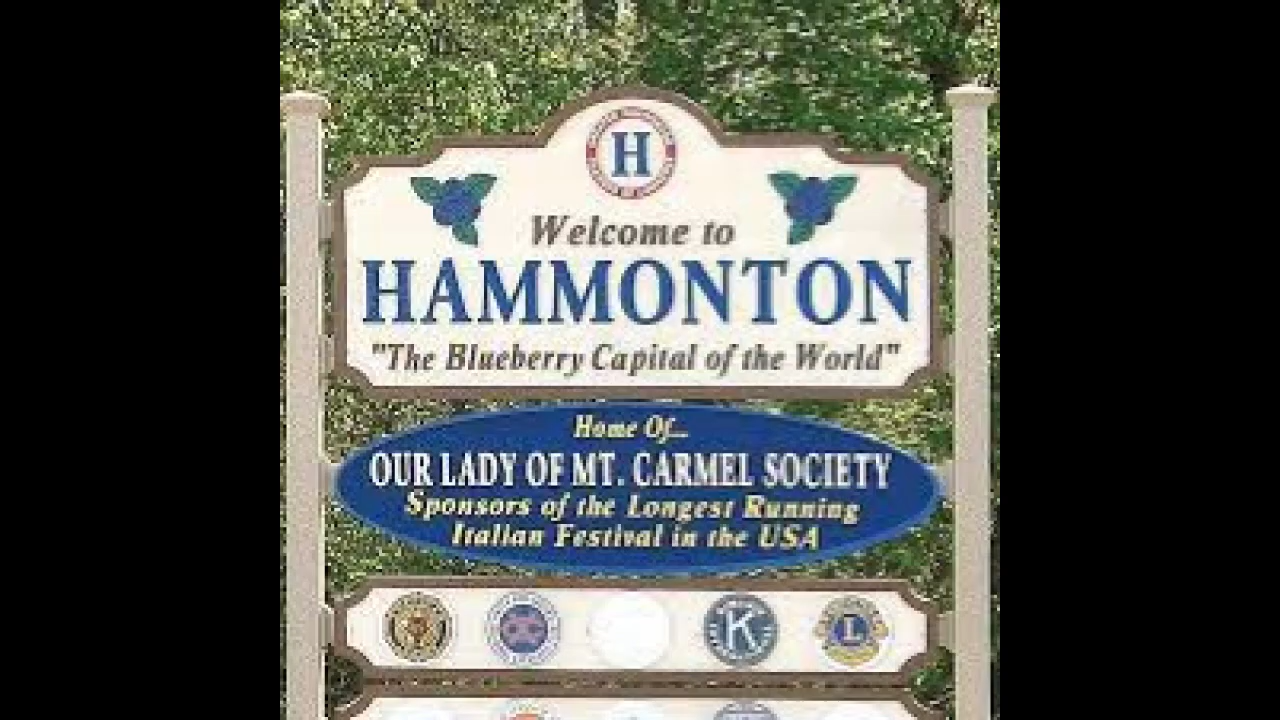 H
Welcome to
HAMMONTON
"The Blueberry Capital of the World"
Home Of...
OUR LADY OF MT. CARMEL SOCIETY
Sponsors of the Longest Running
Italian Festival in the USA
K
L